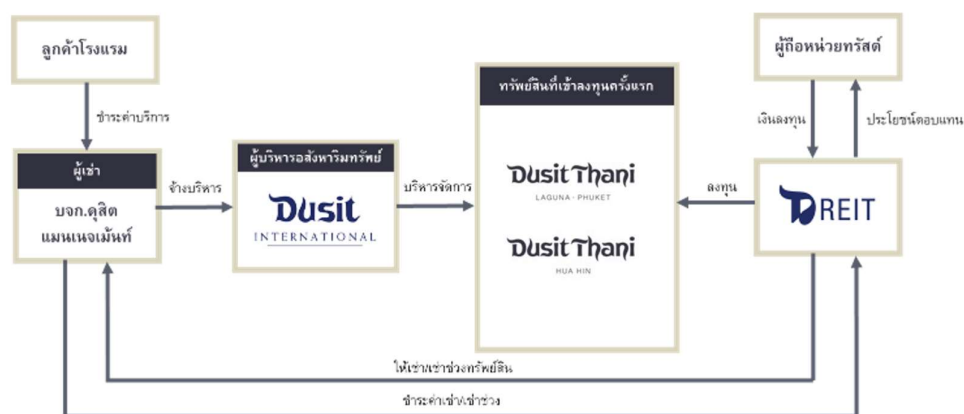 ลูกค้าโรงแรม
ผู้ถือหน่วยทรัสต์
ทรัพย์สินที่เข้าลงทุนครั้งแรก
ชำระค่าบริการ
เงินลงทุน
ประโยชน์ตอบแทน
ผู้เช่า
บจก.ดุสิต
แมนเนจเม้นท์
จ้างบริหาร
ผู้บริหารอสังหาริมทรัพย์
Dusit
INTERNATIONAL
บริหารจัดการ
Dusit Thani
LAGUNA · PHUKET
Dusit Thani
HUA HIN
ลงทุน
DREIT
ให้เช่า/เช่าช่วงทรัพย์สิน
ชำระค่าเช่า/เช่าช่วง